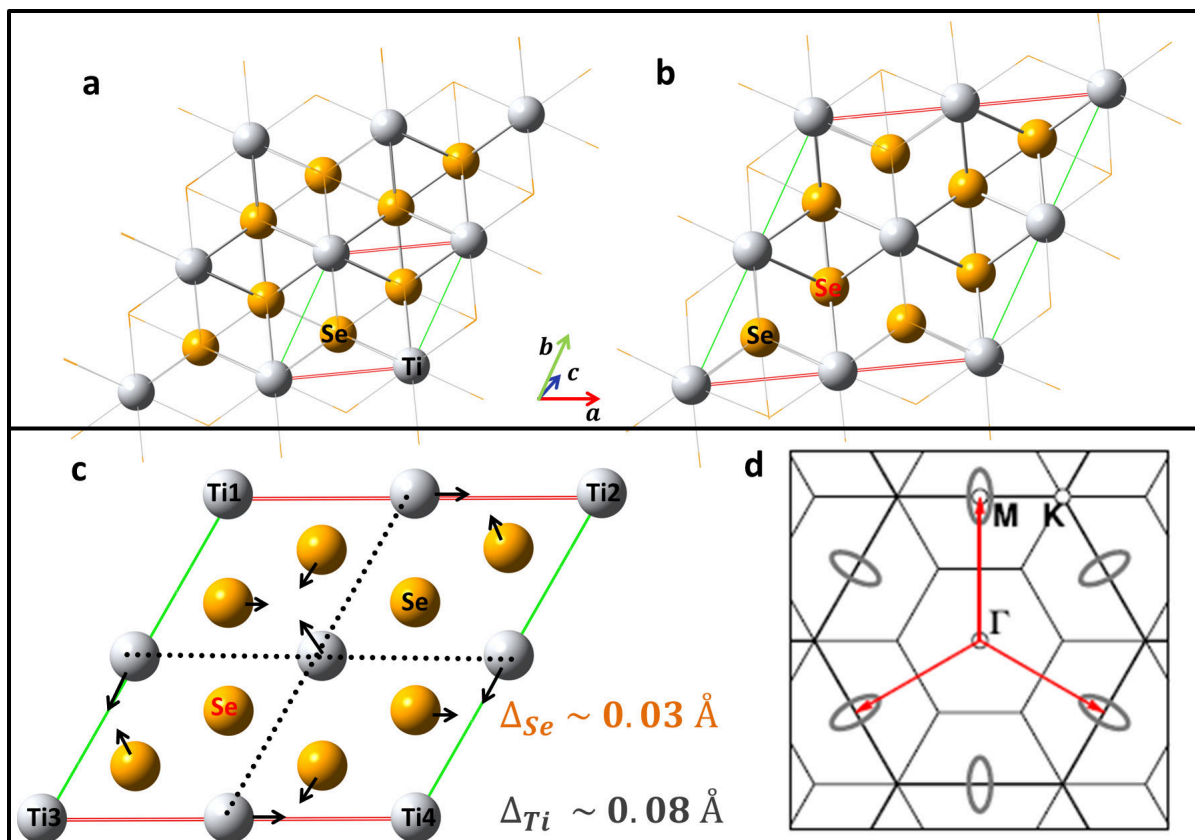 a
b
Se
Ti
b
c
a
Se
Se
c
d
Ti1
Ti2
Se
Se
Ti3
Ti4
Δ_Se ~ 0.03 Å
Δ_Ti ~ 0.08 Å
M
K
Γ